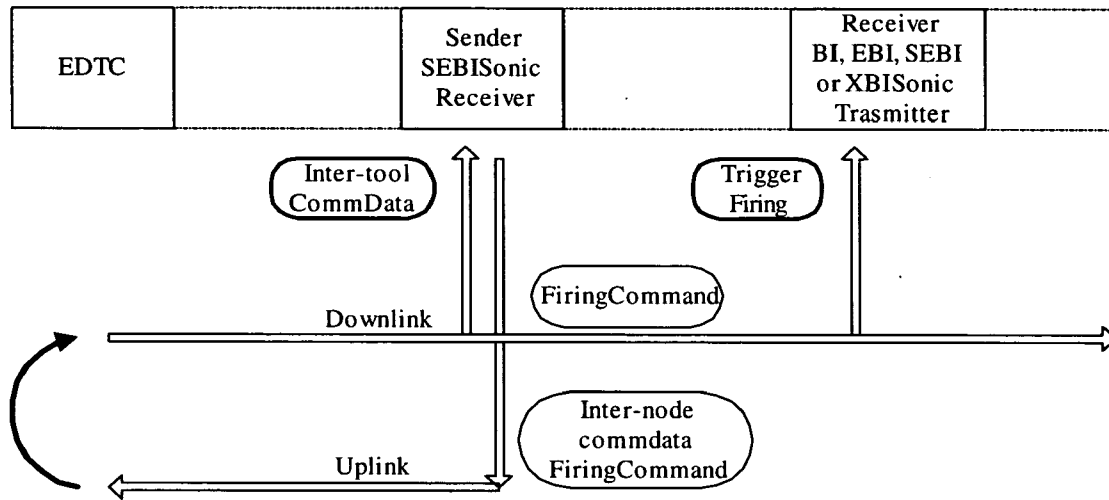 EDTC
Sender
SEBISonic
Receiver
Receiver
BI, EBI, SEBI
or XBISonic
Trasmitter
Inter-tool
CommData
Trigger
Firing
FiringCommand
Downlink
Inter-node
commdata
FiringCommand
Uplink